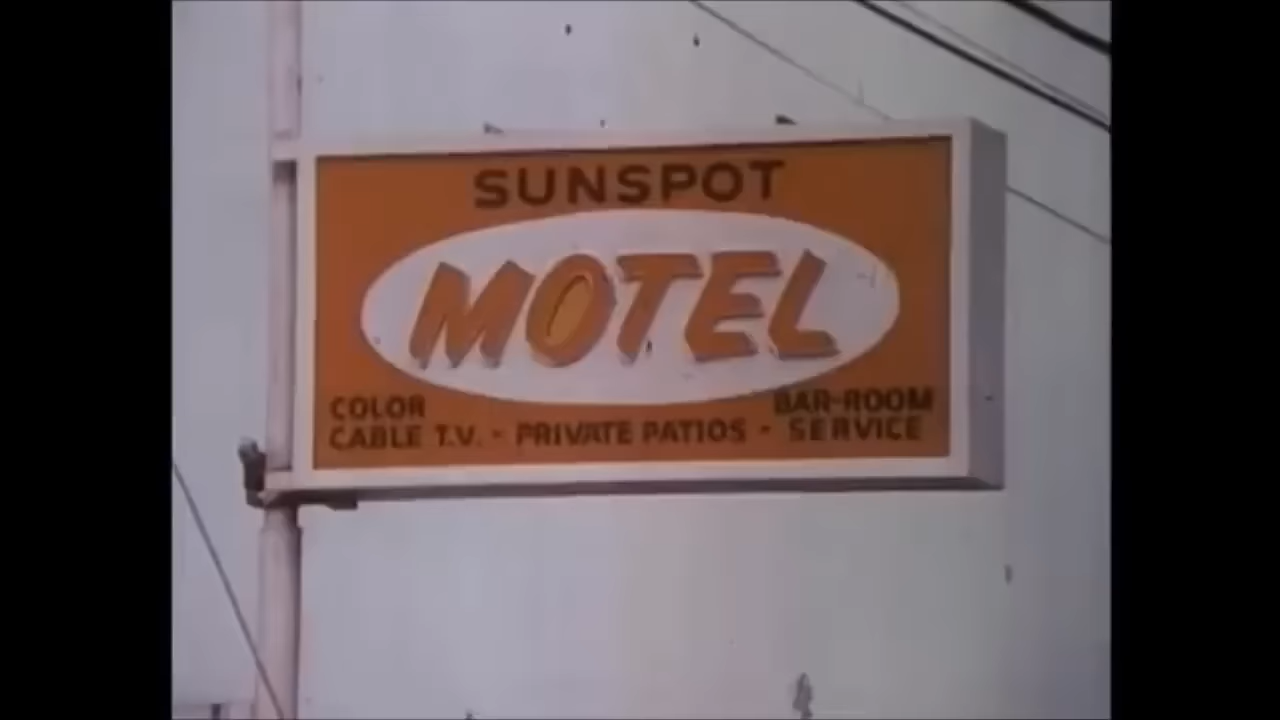 SUNSPOT
MOTEL
COLOR BAR-ROOM
CABLE T.V. - PRIVATE PATIOS - SERVICE